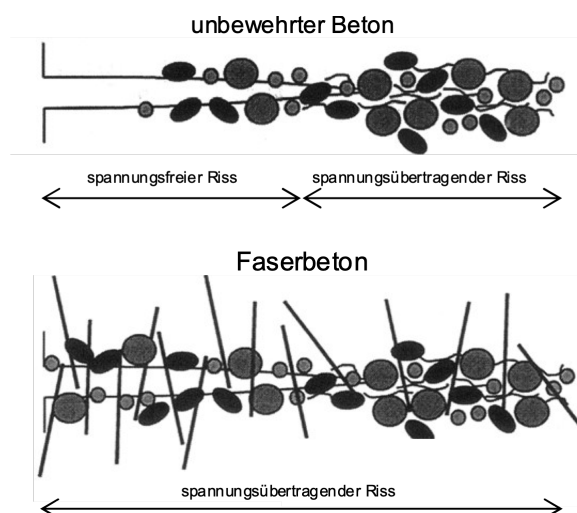 unbewehrter Beton
spannungsfreier Riss spannungsübertragender Riss
Faserbeton
spannungsübertragender Riss